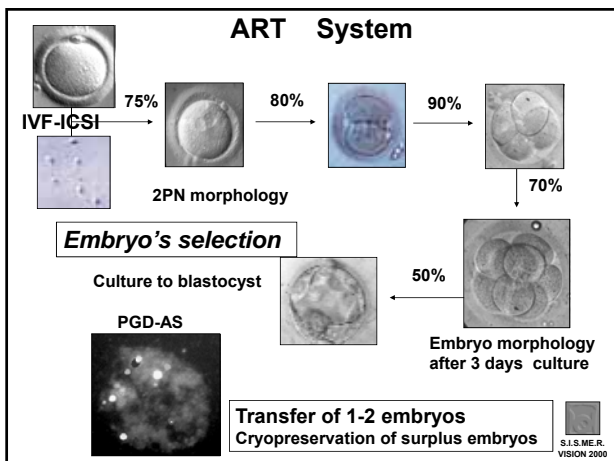 ART System
IVF-ICSI
75%
80%
90%
2PN morphology
70%
Embryo's selection
Culture to blastocyst
50%
PGD-AS
Embryo morphology
after 3 days culture
Transfer of 1-2 embryos
Cryopreservation of surplus embryos
S.I.S.ME.R.
VISION 2000